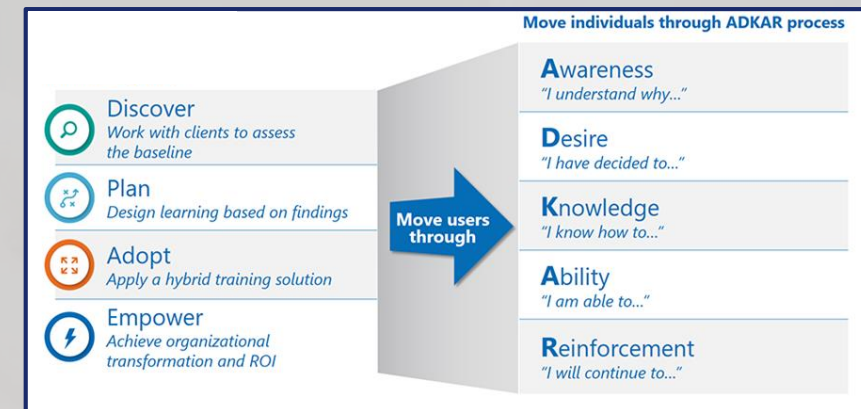 Move individuals through ADKAR process
Discover
Work with clients to assess
the baseline
Plan
Design learning based on findings
Adopt
Apply a hybrid training solution
Empower
Achieve organizational
transformation and ROI
Move users
through
Awareness
"I understand why..."
Desire
"I have decided to..."
Knowledge
"I know how to..."
Ability
"I am able to..."
Reinforcement
"I will continue to..."